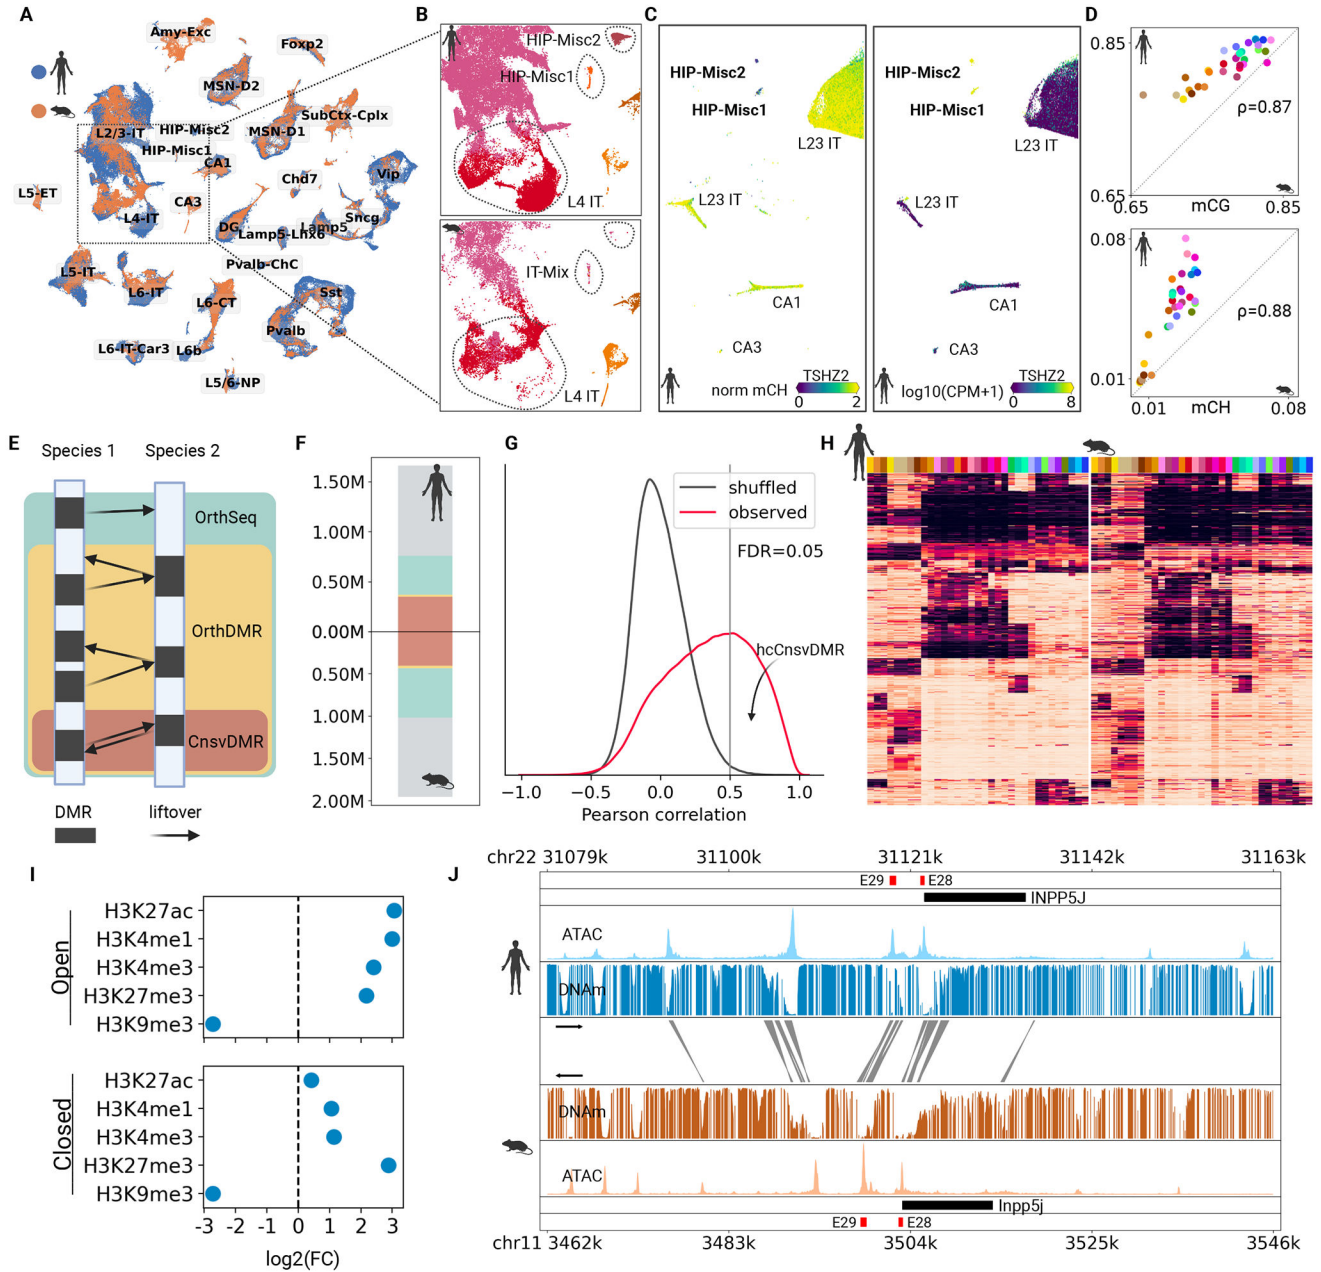 A
Amy-Exc
Foxp2
MSN-D2
L2/3-IT
HIP-Misc2
MSN-D1
SubCtx-Cplx
HIP-Misc1
CA1
Vip
Chd7
L5-ET
CA3
L4-IT
DG
Lamp5
Sncg
Lamp5-Lhx6
Pvalb-ChC
L5-IT
L6-IT
L6-CT
Sst
Pvalb
L6-IT-Car3
L6b
L5/6-NP
B
HIP-Misc2
HIP-Misc1
L4 IT
IT-Mix
L4 IT
C
HIP-Misc2
HIP-Misc1
L23 IT
L23 IT
CA1
CA3
norm mCH
TSHZ2
0 2
HIP-Misc2
HIP-Misc1
L23 IT
L23 IT
CA1
CA3
log10(CPM+1)
TSHZ2
0 8
D
0.85
ρ=0.87
0.65
0.65 mCG 0.85
0.08
ρ=0.88
0.01
0.01 mCH 0.08
E
Species 1 Species 2
OrthSeq
OrthDMR
CnsvDMR
DMR liftover
F
1.50M
1.00M
0.50M
0.00M
0.50M
1.00M
1.50M
2.00M
G
shuffled
observed
FDR=0.05
hcCnsvDMR
−1.0 −0.5 0.0 0.5 1.0
Pearson correlation
H
I
Open
H3K27ac
H3K4me1
H3K4me3
H3K27me3
H3K9me3
Closed
H3K27ac
H3K4me1
H3K4me3
H3K27me3
H3K9me3
-3 -2 -1 0 1 2 3
log2(FC)
J
chr22 31079k 31100k 31121k 31142k 31163k
E29 E28
INPP5J
ATAC
DNAm
DNAm
ATAC
Inpp5j
E29 E28
chr11 3462k 3483k 3504k 3525k 3546k